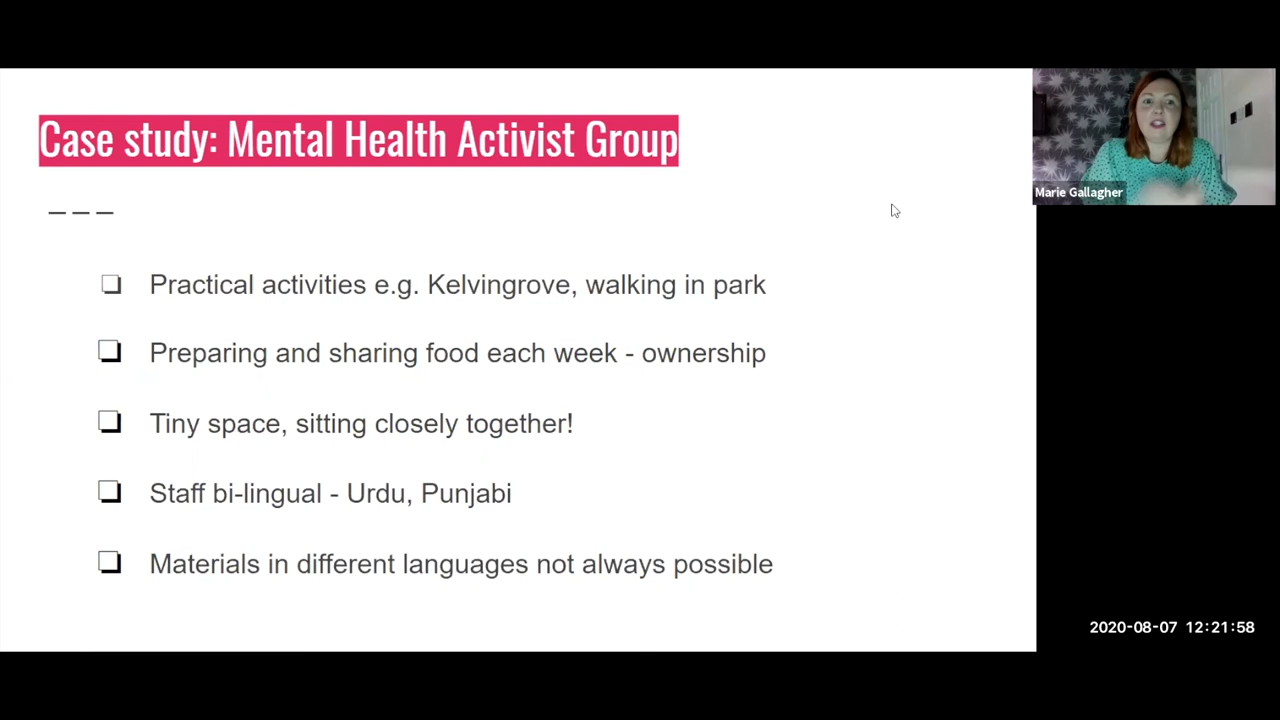 Case study: Mental Health Activist Group
Marie Gallagher
Practical activities e.g. Kelvingrove, walking in park
Preparing and sharing food each week - ownership
Tiny space, sitting closely together!
Staff bi-lingual - Urdu, Punjabi
Materials in different languages not always possible
2020-08-07 12:21:58